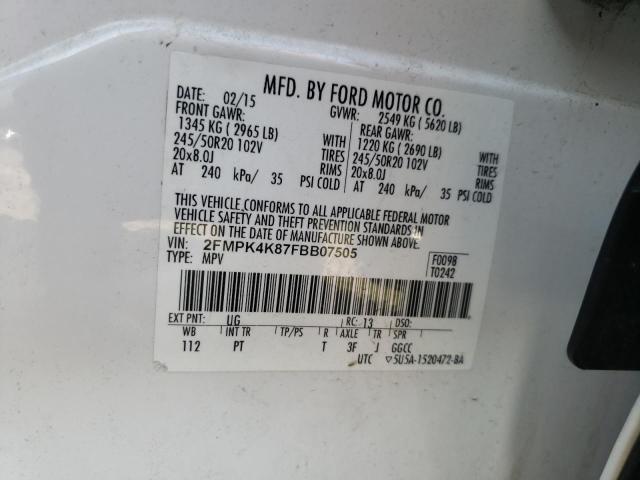 MFD. BY FORD MOTOR CO.
DATE: 02/15 GVWR: 2549 KG ( 5620 LB)
FRONT GAWR: REAR GAWR:
1345 KG ( 2965 LB) WITH 1220 KG ( 2690 LB) WITH
245/50R20 102V TIRES 245/50R20 102V TIRES
20x8.0J RIMS 20x8.0J RIMS
AT 240 kPa/ 35 PSI COLD AT 240 kPa/ 35 PSI COLD
THIS VEHICLE CONFORMS TO ALL APPLICABLE FEDERAL MOTOR
VEHICLE SAFETY AND THEFT PREVENTION STANDARDS IN
EFFECT ON THE DATE OF MANUFACTURE SHOWN ABOVE.
VIN: 2FMPK4K87FBB07505 F0098
TYPE: MPV T0242
EXT PNT: UG RC: 13 DSO:
WB INT TR TP/PS R AXLE TR SPR
112 PT T 3F J GGCC
UTC ▽5U5A-1520472-BA